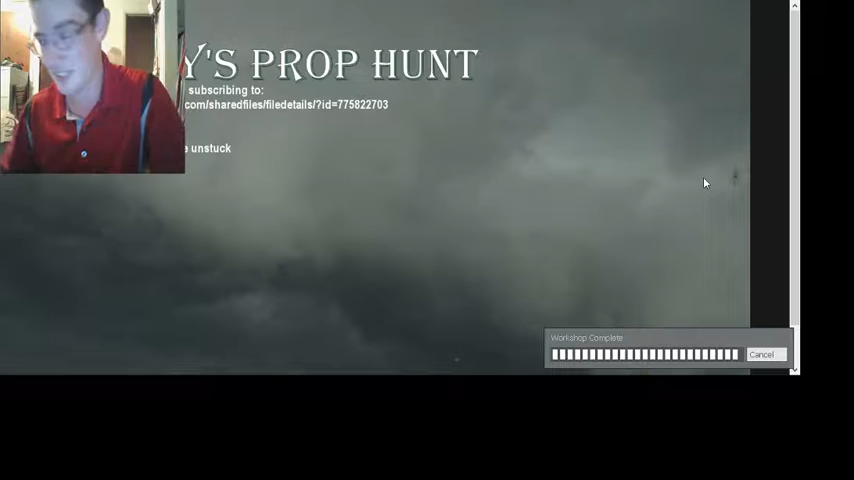 Y'S PROP HUNT
subscribing to:
com/sharedfiles/filedetails/?id=775822703
e unstuck
Workshop Complete
Cancel